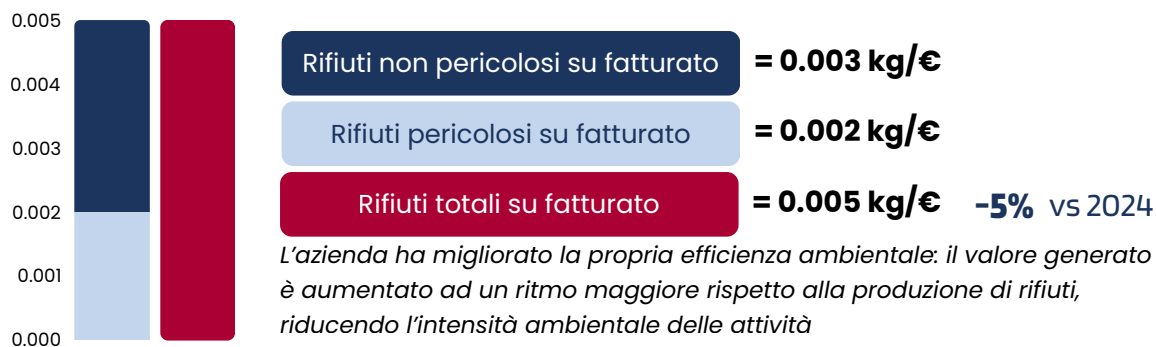 0.005
0.004
0.003
0.002
0.001
0.000
Rifiuti non pericolosi su fatturato = 0.003 kg/€
Rifiuti pericolosi su fatturato = 0.002 kg/€
Rifiuti totali su fatturato = 0.005 kg/€ -5% vs 2024
L’azienda ha migliorato la propria efficienza ambientale: il valore generato
è aumentato ad un ritmo maggiore rispetto alla produzione di rifiuti,
riducendo l’intensità ambientale delle attività